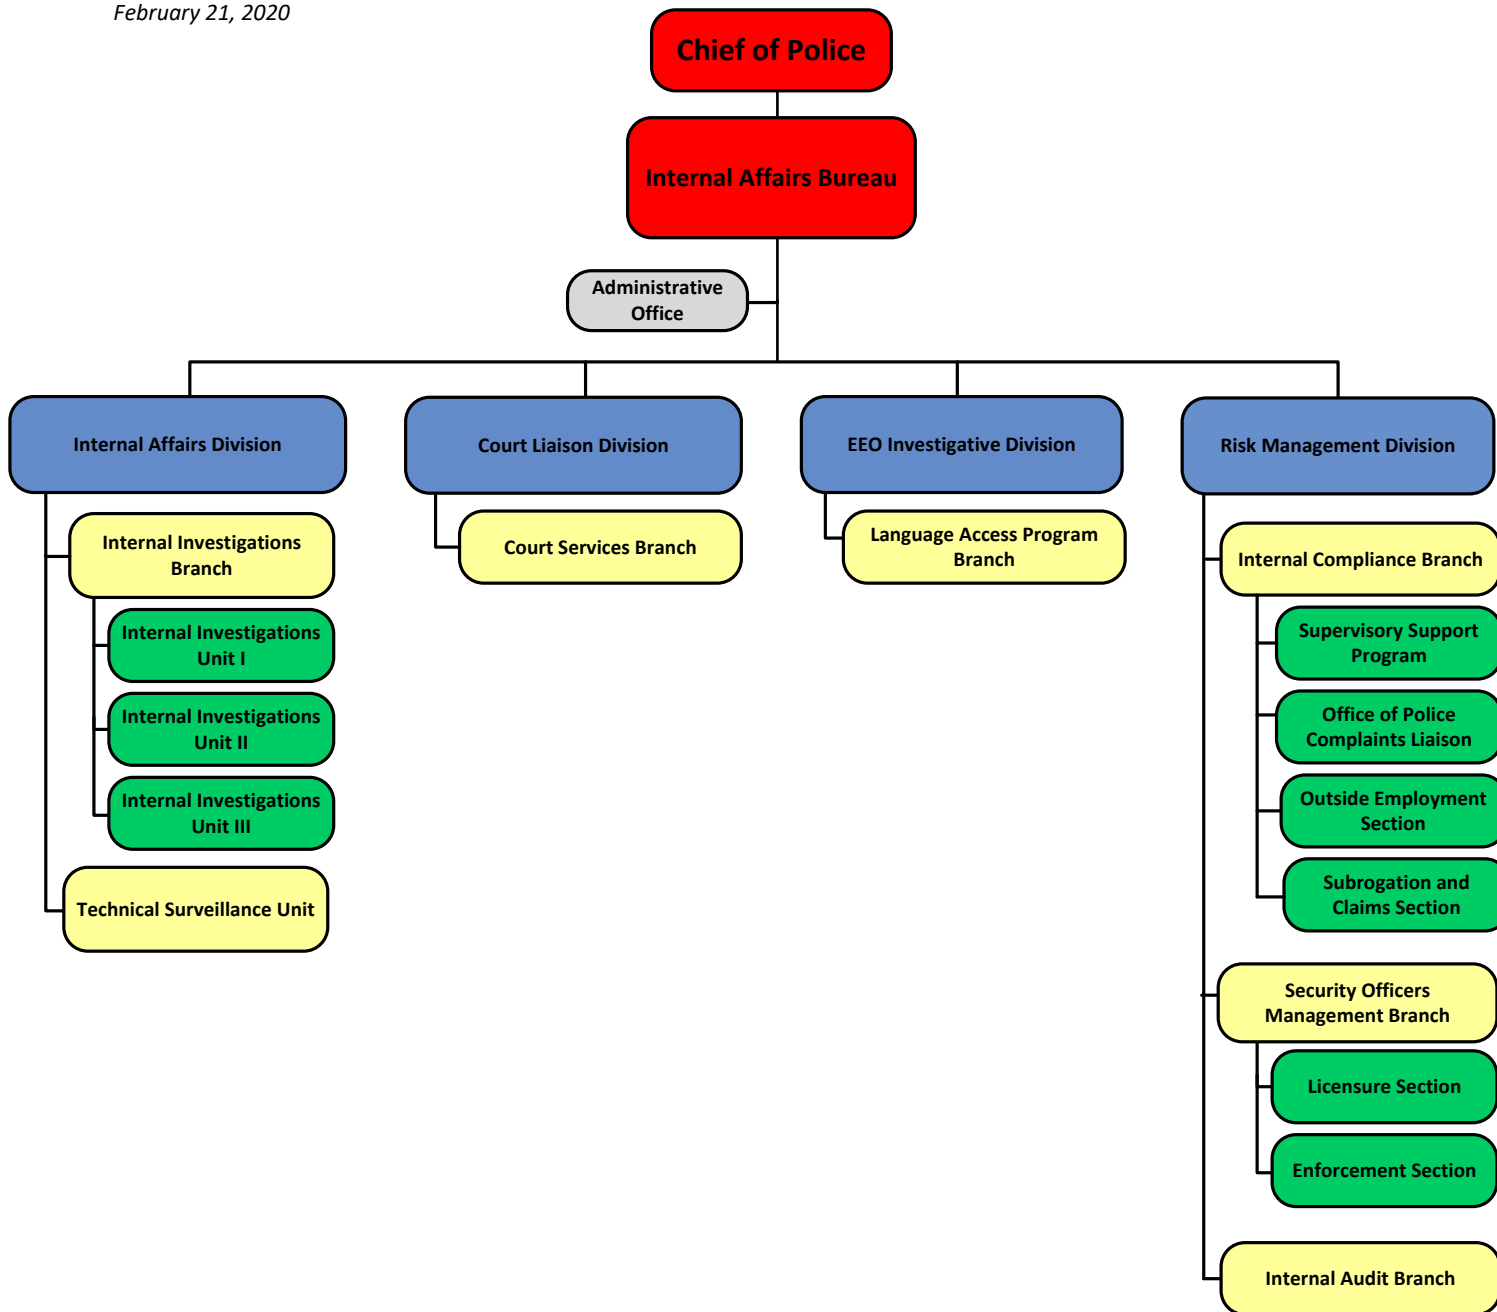 February 21, 2020
Chief of Police
Internal Affairs Bureau
Administrative
Office
Internal Affairs Division
Court Liaison Division
EEO Investigative Division
Risk Management Division
Internal Investigations
Branch
Internal Investigations
Unit I
Internal Investigations
Unit II
Internal Investigations
Unit III
Technical Surveillance Unit
Court Services Branch
Language Access Program
Branch
Internal Compliance Branch
Supervisory Support
Program
Office of Police
Complaints Liaison
Outside Employment
Section
Subrogation and
Claims Section
Security Officers
Management Branch
Licensure Section
Enforcement Section
Internal Audit Branch